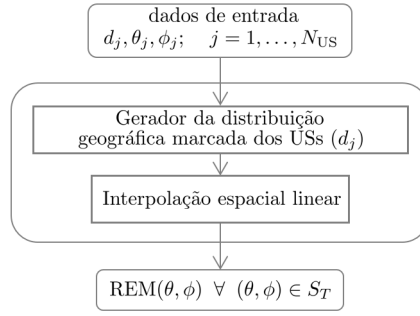 dados de entrada
d_j, θ_j, ϕ_j; j = 1, . . . , N_US
Gerador da distribuição
geográfica marcada dos USs (d_j)
Interpolação espacial linear
REM(θ, ϕ) ∀ (θ, ϕ) ∈ S_T